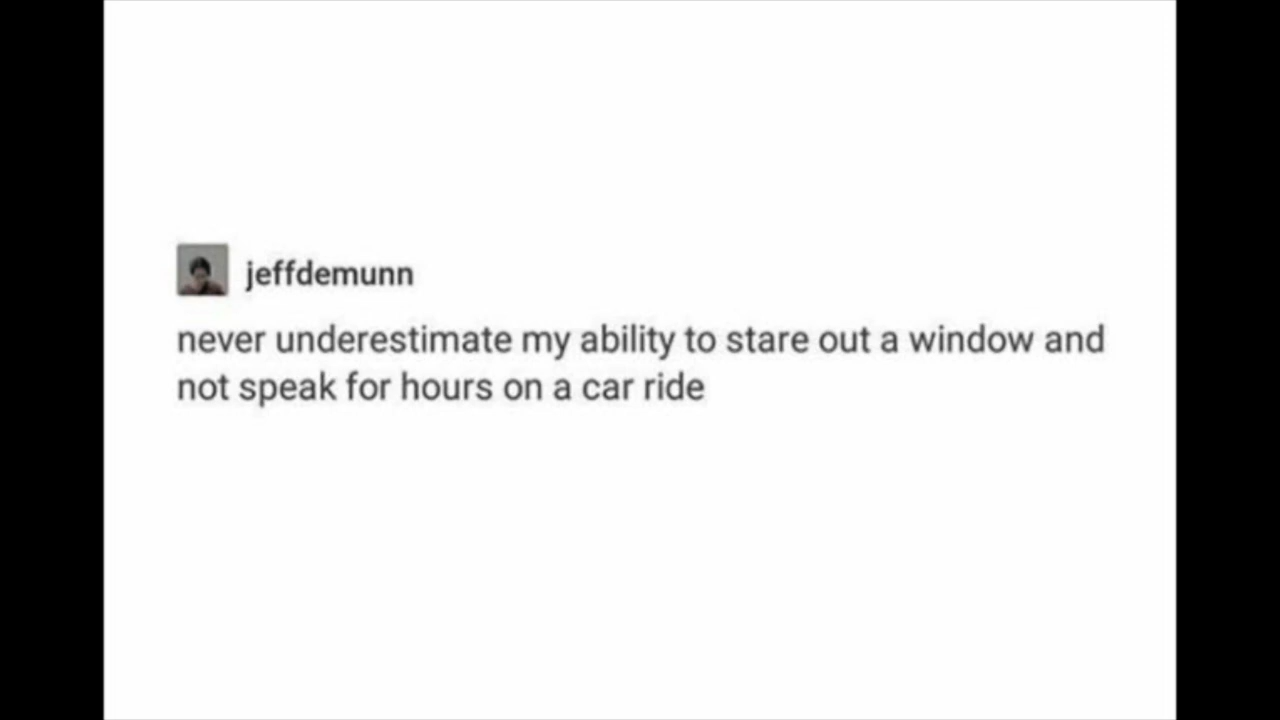 jeffdemunn
never underestimate my ability to stare out a window and
not speak for hours on a car ride